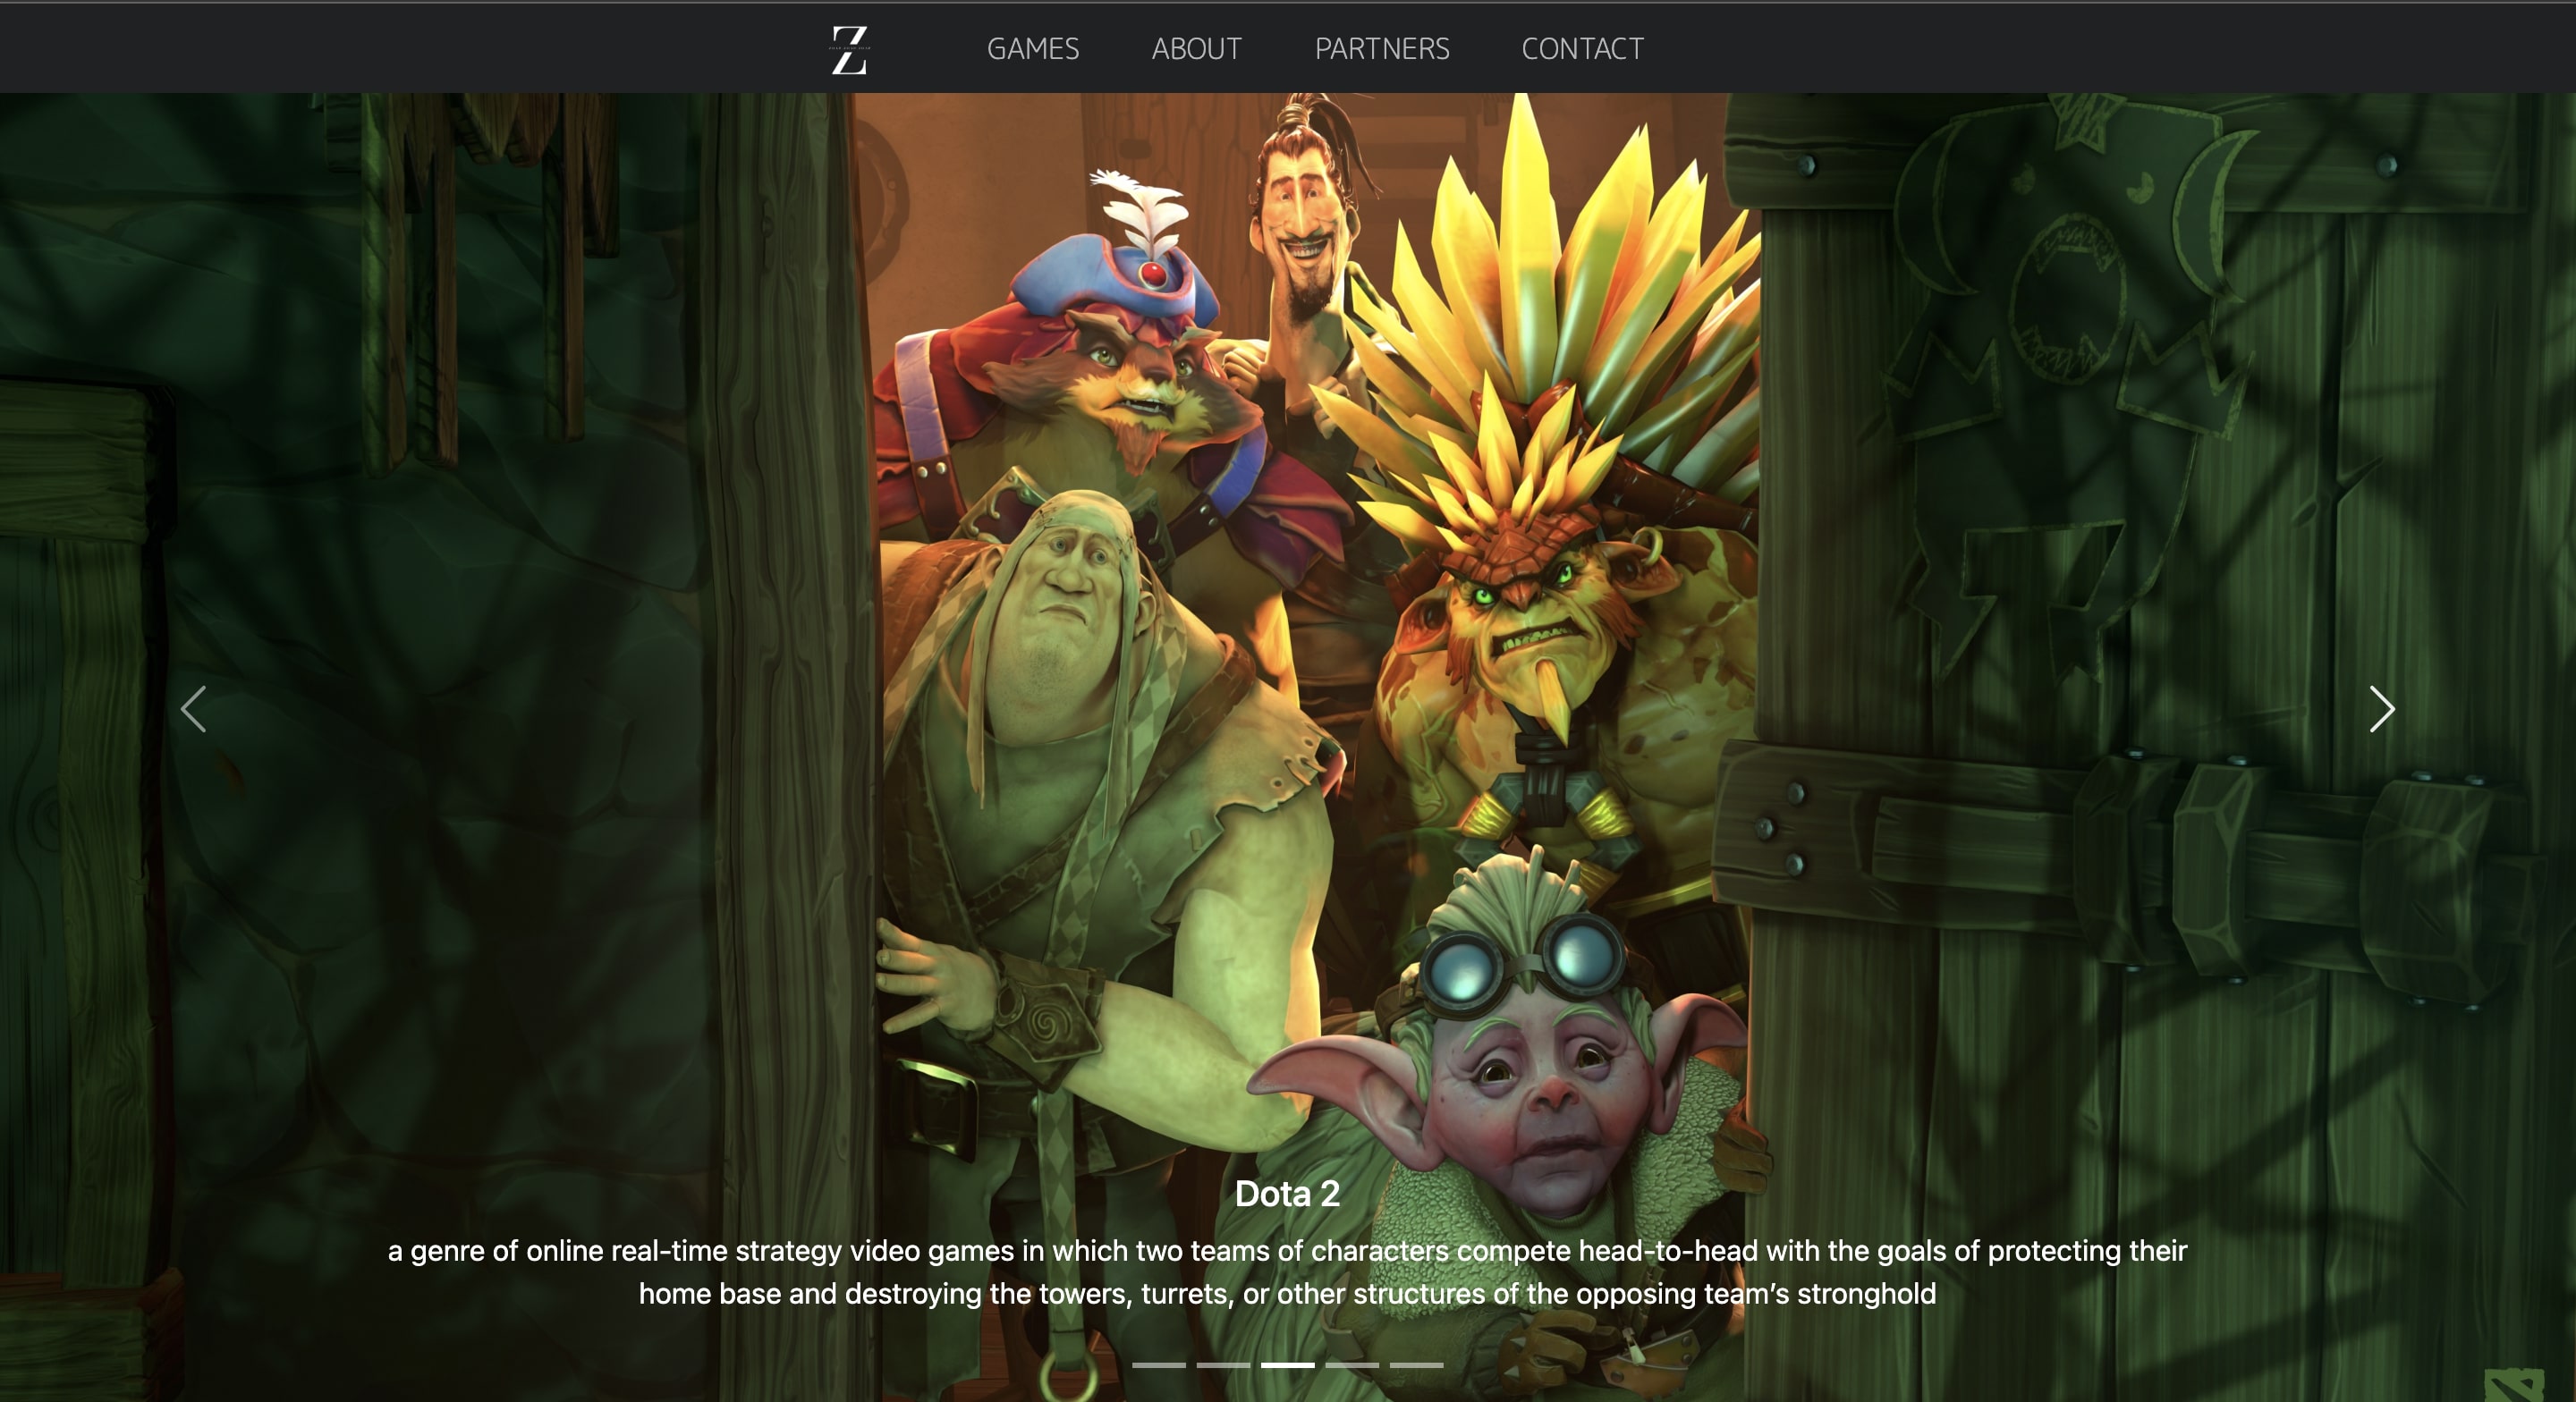 Z
GAMES ABOUT PARTNERS CONTACT
Dota 2
a genre of online real-time strategy video games in which two teams of characters compete head-to-head with the goals of protecting their
home base and destroying the towers, turrets, or other structures of the opposing team’s stronghold